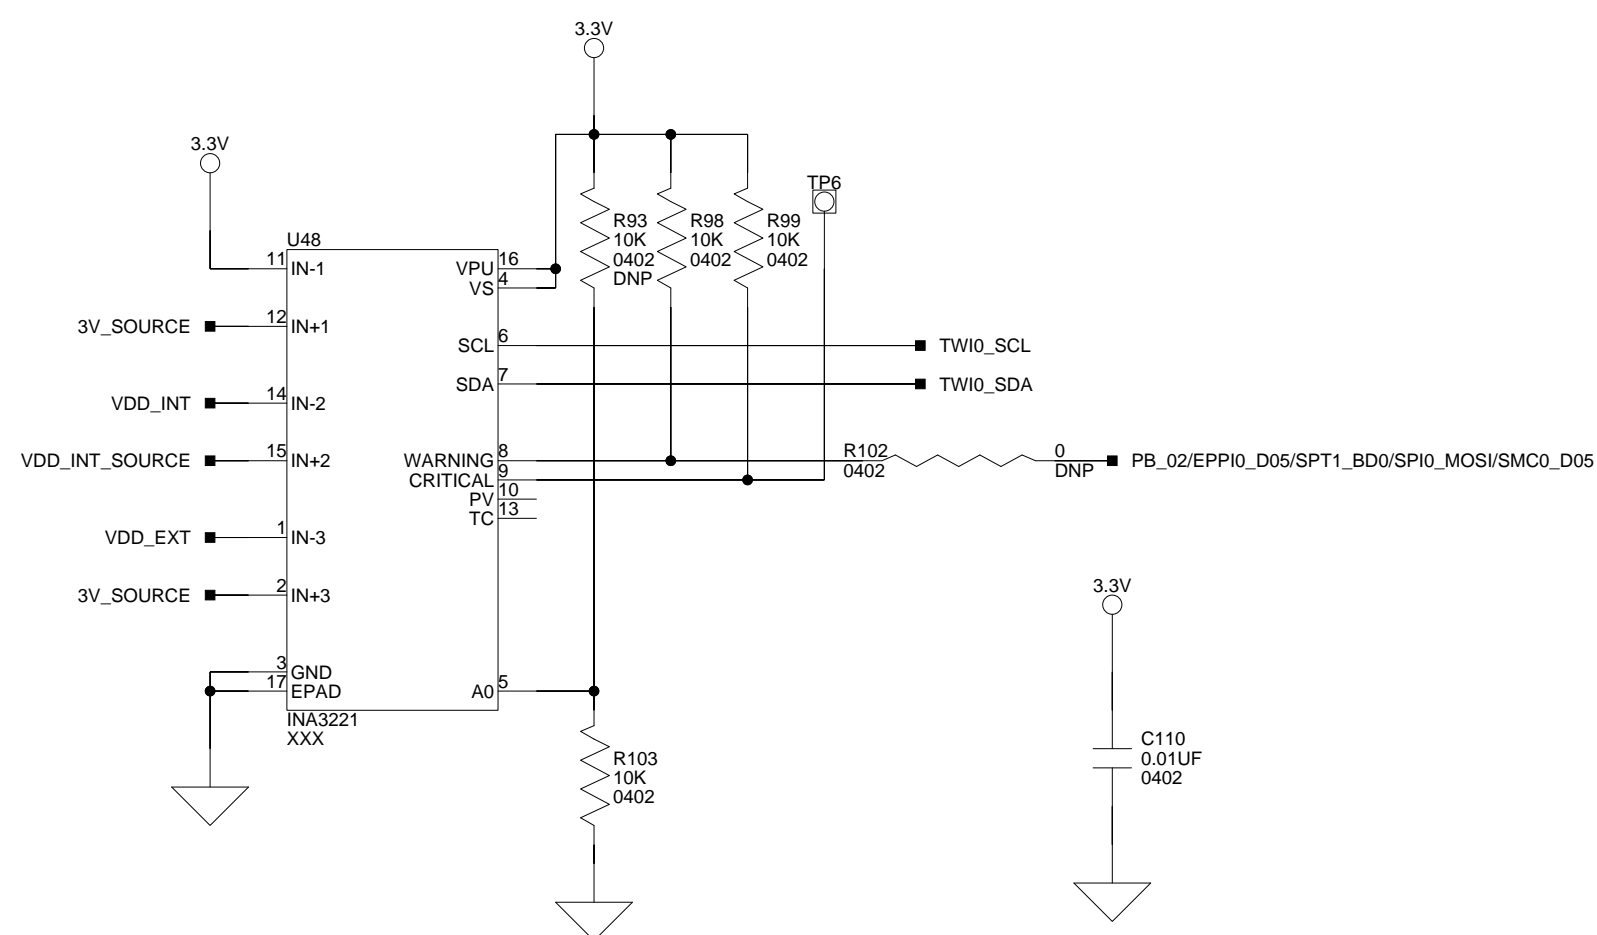 3.3V
3.3V
TP6
R93
10K
0402
DNP
R98
10K
0402
R99
10K
0402
U48
11 IN-1
3V_SOURCE 12 IN+1
VDD_INT 14 IN-2
VDD_INT_SOURCE 15 IN+2
VDD_EXT 1 IN-3
3V_SOURCE 2 IN+3
3 GND
17 EPAD
VPU 16
VS 4
SCL 6 TWI0_SCL
SDA 7 TWI0_SDA
WARNING 8
CRITICAL 9
PV 10
TC 13
A0 5
INA3221
XXX
R102
0402
0
DNP
PB_02/EPPI0_D05/SPT1_BD0/SPI0_MOSI/SMC0_D05
R103
10K
0402
3.3V
C110
0.01UF
0402